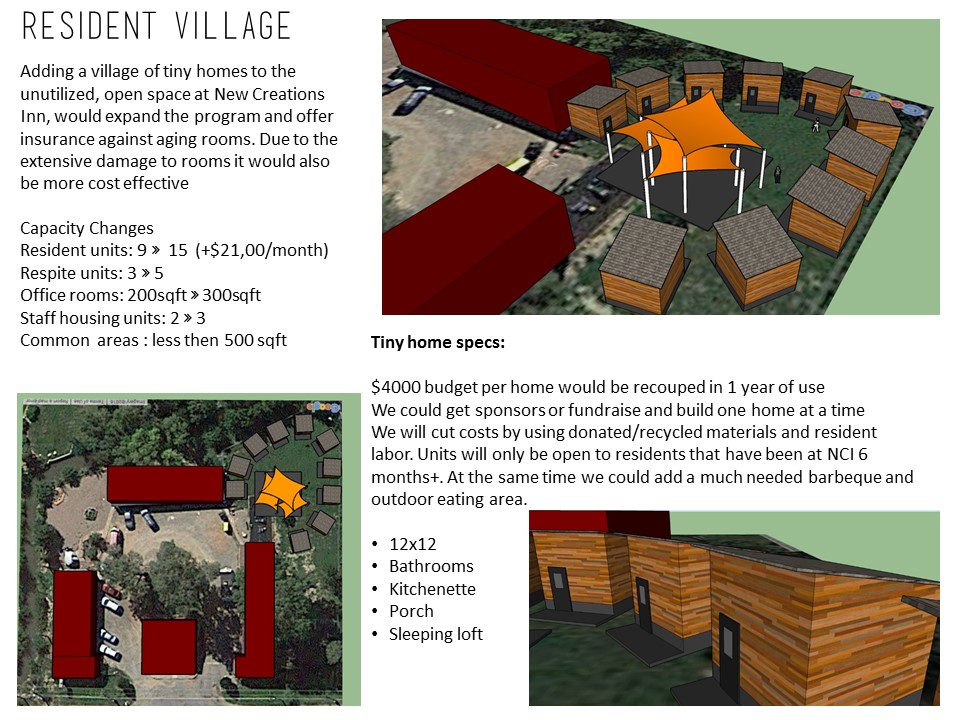 RESIDENT VILLAGE
Adding a village of tiny homes to the
unutilized, open space at New Creations
Inn, would expand the program and offer
insurance against aging rooms. Due to the
extensive damage to rooms it would also
be more cost effective
Capacity Changes
Resident units: 9 » 15 (+$21,00/month)
Respite units: 3 » 5
Office rooms: 200sqft » 300sqft
Staff housing units: 2 » 3
Common areas : less then 500 sqft
Tiny home specs:
$4000 budget per home would be recouped in 1 year of use
We could get sponsors or fundraise and build one home at a time
We will cut costs by using donated/recycled materials and resident
labor. Units will only be open to residents that have been at NCI 6
months+. At the same time we could add a much needed barbeque and
outdoor eating area.
• 12x12
• Bathrooms
• Kitchenette
• Porch
• Sleeping loft